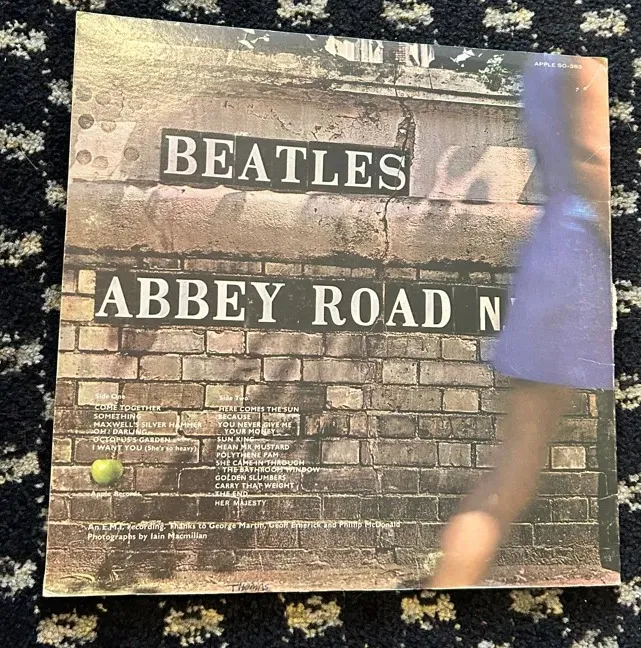 APPLE SO-383
BEATLES
ABBEY ROAD N
Side One
COME TOGETHER
SOMETHING
MAXWELL'S SILVER HAMMER
OH! DARLING
OCTOPUS'S GARDEN
I WANT YOU (She's so heavy)
Apple Records
Side Two
HERE COMES THE SUN
BECAUSE
YOU NEVER GIVE ME
YOUR MONEY
SUN KING
MEAN MR MUSTARD
POLYTHENE PAM
SHE CAME IN THROUGH
THE BATHROOM WINDOW
GOLDEN SLUMBERS
CARRY THAT WEIGHT
THE END
HER MAJESTY
An E.M.I. recording. Thanks to George Martin, Geoff Emerick and Phillip McDonald
Photographs by Iain Macmillan
THOMAS